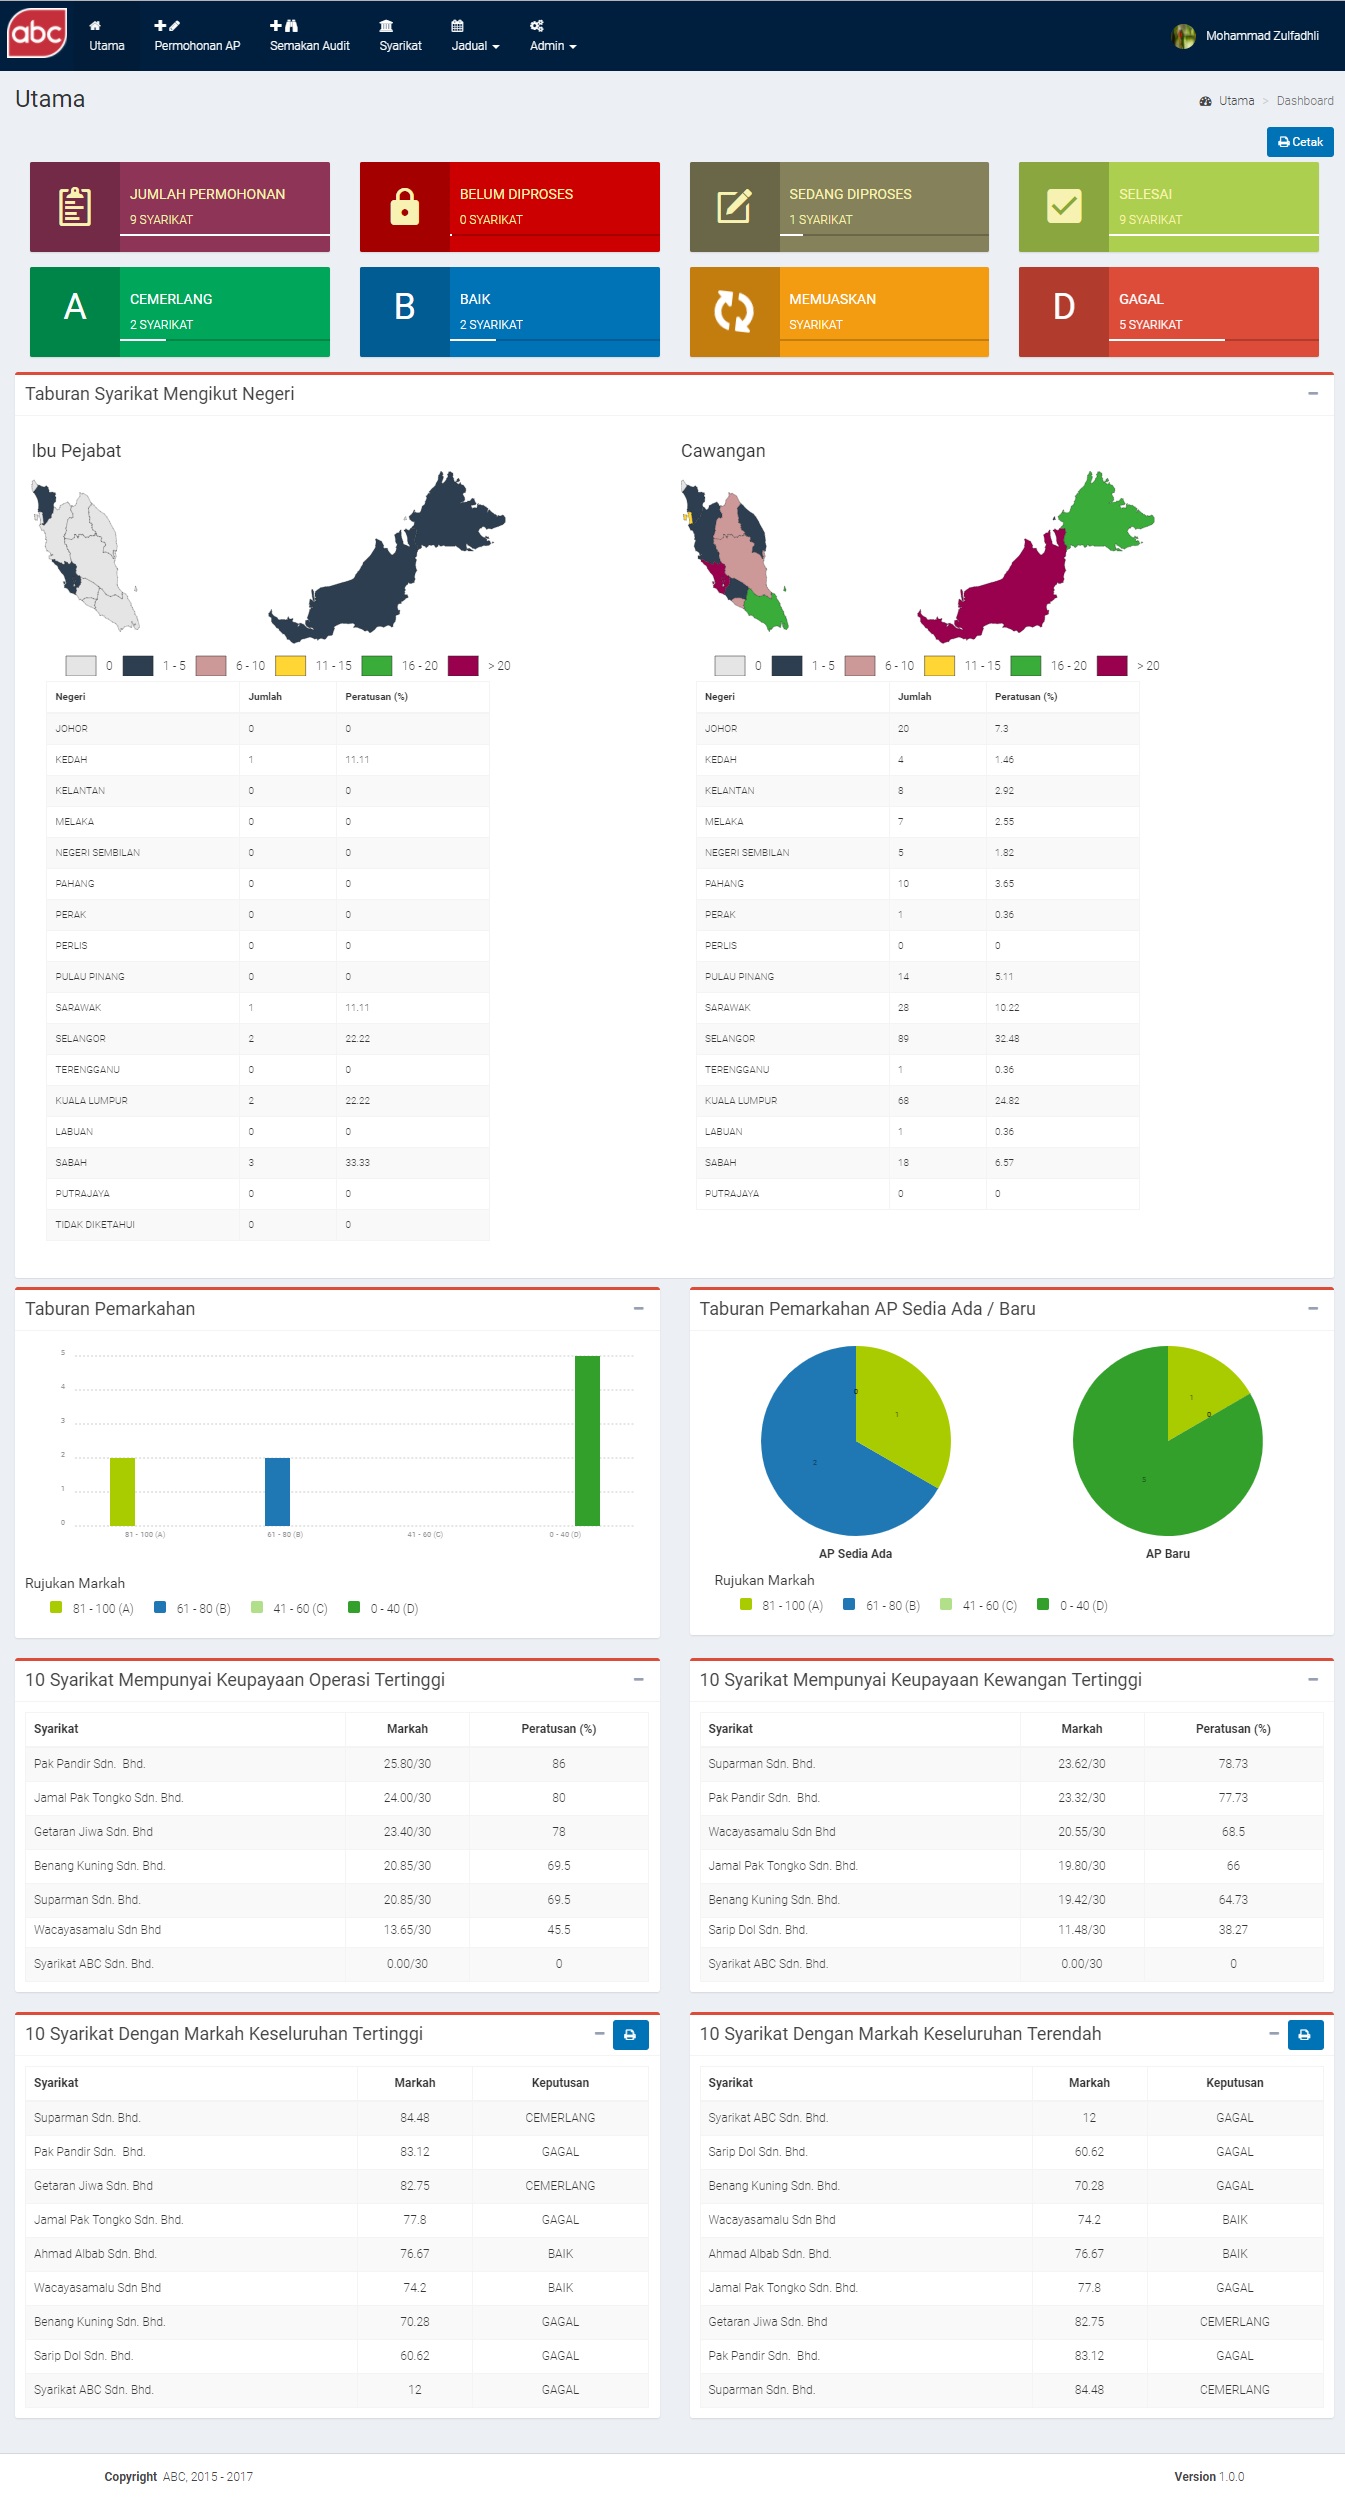 abc
Utama
Permohonan AP
Semakan Audit
Syarikat
Jadual
Admin
Mohammad Zulfadhli
Utama
Utama > Dashboard
Cetak
JUMLAH PERMOHONAN
9 SYARIKAT
BELUM DIPROSES
0 SYARIKAT
SEDANG DIPROSES
1 SYARIKAT
SELESAI
9 SYARIKAT
A
CEMERLANG
2 SYARIKAT
B
BAIK
2 SYARIKAT
MEMUASKAN
SYARIKAT
D
GAGAL
5 SYARIKAT
Taburan Syarikat Mengikut Negeri
Ibu Pejabat
0 1 - 5 6 - 10 11 - 15 16 - 20 > 20
Negeri Jumlah Peratusan (%)
JOHOR 0 0
KEDAH 1 11.11
KELANTAN 0 0
MELAKA 0 0
NEGERI SEMBILAN 0 0
PAHANG 0 0
PERAK 0 0
PERLIS 0 0
PULAU PINANG 0 0
SARAWAK 1 11.11
SELANGOR 2 22.22
TERENGGANU 0 0
KUALA LUMPUR 2 22.22
LABUAN 0 0
SABAH 3 33.33
PUTRAJAYA 0 0
TIDAK DIKETAHUI 0 0
Cawangan
0 1 - 5 6 - 10 11 - 15 16 - 20 > 20
Negeri Jumlah Peratusan (%)
JOHOR 20 7.3
KEDAH 4 1.46
KELANTAN 8 2.92
MELAKA 7 2.55
NEGERI SEMBILAN 5 1.82
PAHANG 10 3.65
PERAK 1 0.36
PERLIS 0 0
PULAU PINANG 14 5.11
SARAWAK 28 10.22
SELANGOR 89 32.48
TERENGGANU 1 0.36
KUALA LUMPUR 68 24.82
LABUAN 1 0.36
SABAH 18 6.57
PUTRAJAYA 0 0
Taburan Pemarkahan
5
4
3
2
1
0
81 - 100 (A) 61 - 80 (B) 41 - 60 (C) 0 - 40 (D)
Rujukan Markah
81 - 100 (A) 61 - 80 (B) 41 - 60 (C) 0 - 40 (D)
Taburan Pemarkahan AP Sedia Ada / Baru
0
1
2
AP Sedia Ada
1
0
5
AP Baru
Rujukan Markah
81 - 100 (A) 61 - 80 (B) 41 - 60 (C) 0 - 40 (D)
10 Syarikat Mempunyai Keupayaan Operasi Tertinggi
Syarikat Markah Peratusan (%)
Pak Pandir Sdn. Bhd. 25.80/30 86
Jamal Pak Tongko Sdn. Bhd. 24.00/30 80
Getaran Jiwa Sdn. Bhd 23.40/30 78
Benang Kuning Sdn. Bhd. 20.85/30 69.5
Suparman Sdn. Bhd. 20.85/30 69.5
Wacayasamalu Sdn Bhd 13.65/30 45.5
Syarikat ABC Sdn. Bhd. 0.00/30 0
10 Syarikat Mempunyai Keupayaan Kewangan Tertinggi
Syarikat Markah Peratusan (%)
Suparman Sdn. Bhd. 23.62/30 78.73
Pak Pandir Sdn. Bhd. 23.32/30 77.73
Wacayasamalu Sdn Bhd 20.55/30 68.5
Jamal Pak Tongko Sdn. Bhd. 19.80/30 66
Benang Kuning Sdn. Bhd. 19.42/30 64.73
Sarip Dol Sdn. Bhd. 11.48/30 38.27
Syarikat ABC Sdn. Bhd. 0.00/30 0
10 Syarikat Dengan Markah Keseluruhan Tertinggi
Syarikat Markah Keputusan
Suparman Sdn. Bhd. 84.48 CEMERLANG
Pak Pandir Sdn. Bhd. 83.12 GAGAL
Getaran Jiwa Sdn. Bhd 82.75 CEMERLANG
Jamal Pak Tongko Sdn. Bhd. 77.8 GAGAL
Ahmad Albab Sdn. Bhd. 76.67 BAIK
Wacayasamalu Sdn Bhd 74.2 BAIK
Benang Kuning Sdn. Bhd. 70.28 GAGAL
Sarip Dol Sdn. Bhd. 60.62 GAGAL
Syarikat ABC Sdn. Bhd. 12 GAGAL
10 Syarikat Dengan Markah Keseluruhan Terendah
Syarikat Markah Keputusan
Syarikat ABC Sdn. Bhd. 12 GAGAL
Sarip Dol Sdn. Bhd. 60.62 GAGAL
Benang Kuning Sdn. Bhd. 70.28 GAGAL
Wacayasamalu Sdn Bhd 74.2 BAIK
Ahmad Albab Sdn. Bhd. 76.67 BAIK
Jamal Pak Tongko Sdn. Bhd. 77.8 GAGAL
Getaran Jiwa Sdn. Bhd 82.75 CEMERLANG
Pak Pandir Sdn. Bhd. 83.12 GAGAL
Suparman Sdn. Bhd. 84.48 CEMERLANG
Copyright ABC, 2015 - 2017
Version 1.0.0